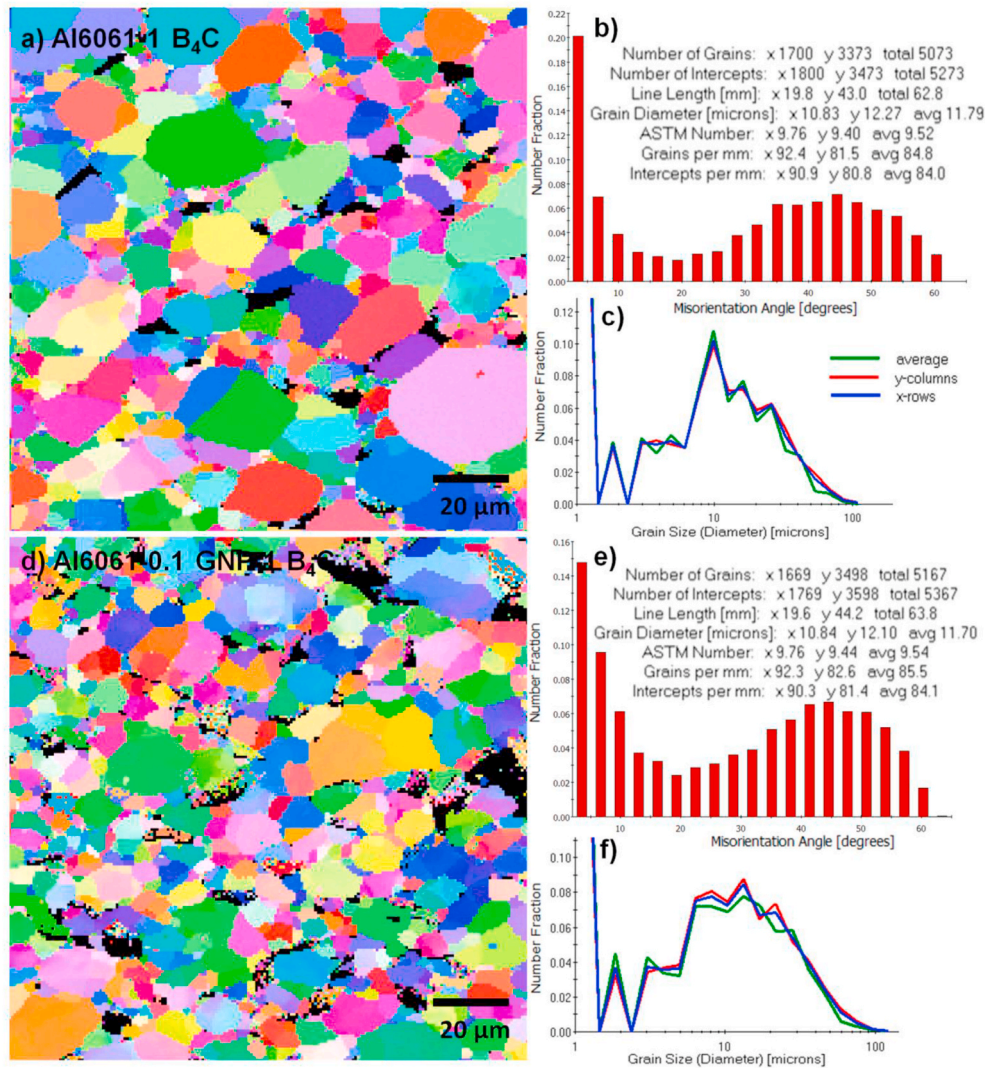 a) Al6061-1 B₄C
20 µm
b)
Number of Grains: x 1700 y 3373 total 5073
Number of Intercepts: x 1800 y 3473 total 5273
Line Length [mm]: x 19.8 y 43.0 total 62.8
Grain Diameter [microns]: x 10.83 y 12.27 avg 11.79
ASTM Number: x 9.76 y 9.40 avg 9.52
Grains per mm: x 92.4 y 81.5 avg 84.8
Intercepts per mm: x 90.9 y 80.8 avg 84.0
Number Fraction
0.22
0.20
0.18
0.16
0.14
0.12
0.10
0.08
0.06
0.04
0.02
0.00
10 20 30 40 50 60
Misorientation Angle [degrees]
c)
average
y-columns
x-rows
Number Fraction
0.12
0.10
0.08
0.06
0.04
0.02
0.00
1 10 100
Grain Size (Diameter) [microns]
d) Al6061-0.1 GNP-1 B₄C
20 µm
e)
Number of Grains: x 1669 y 3498 total 5167
Number of Intercepts: x 1769 y 3598 total 5367
Line Length [mm]: x 19.6 y 44.2 total 63.8
Grain Diameter [microns]: x 10.84 y 12.10 avg 11.70
ASTM Number: x 9.76 y 9.44 avg 9.54
Grains per mm: x 92.3 y 82.6 avg 85.5
Intercepts per mm: x 90.3 y 81.4 avg 84.1
Number Fraction
0.16
0.14
0.12
0.10
0.08
0.06
0.04
0.02
0.00
10 20 30 40 50 60
Misorientation Angle [degrees]
f)
Number Fraction
0.10
0.08
0.06
0.04
0.02
0.00
1 10 100
Grain Size (Diameter) [microns]